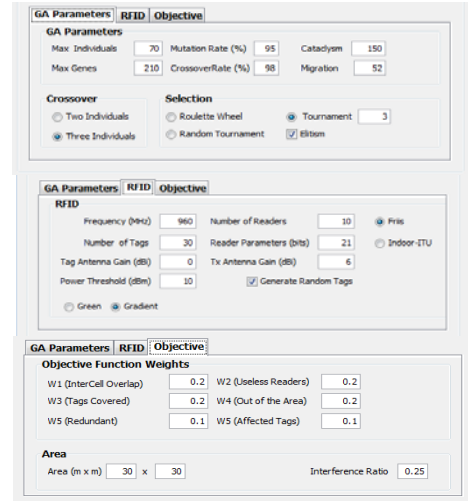 GA Parameters RFID Objective
GA Parameters
Max Individuals 70 Mutation Rate (%) 95 Cataclysm 150
Max Genes 210 CrossoverRate (%) 98 Migration 52
Crossover Selection
Two Individuals Roulette Wheel Tournament 3
Three Individuals Random Tournament Elitism
GA Parameters RFID Objective
RFID
Frequency (MHz) 960 Number of Readers 10 Friis
Number of Tags 30 Reader Parameters (bits) 21 Indoor-ITU
Tag Antenna Gain (dBi) 0 Tx Antenna Gain (dBi) 6
Power Threshold (dBm) 10 Generate Random Tags
Green Gradient
GA Parameters RFID Objective
Objective Function Weights
W1 (InterCell Overlap) 0.2 W2 (Useless Readers) 0.2
W3 (Tags Covered) 0.2 W4 (Out of the Area) 0.2
W5 (Redundant) 0.1 W5 (Affected Tags) 0.1
Area
Area (m x m) 30 x 30 Interference Ratio 0.25